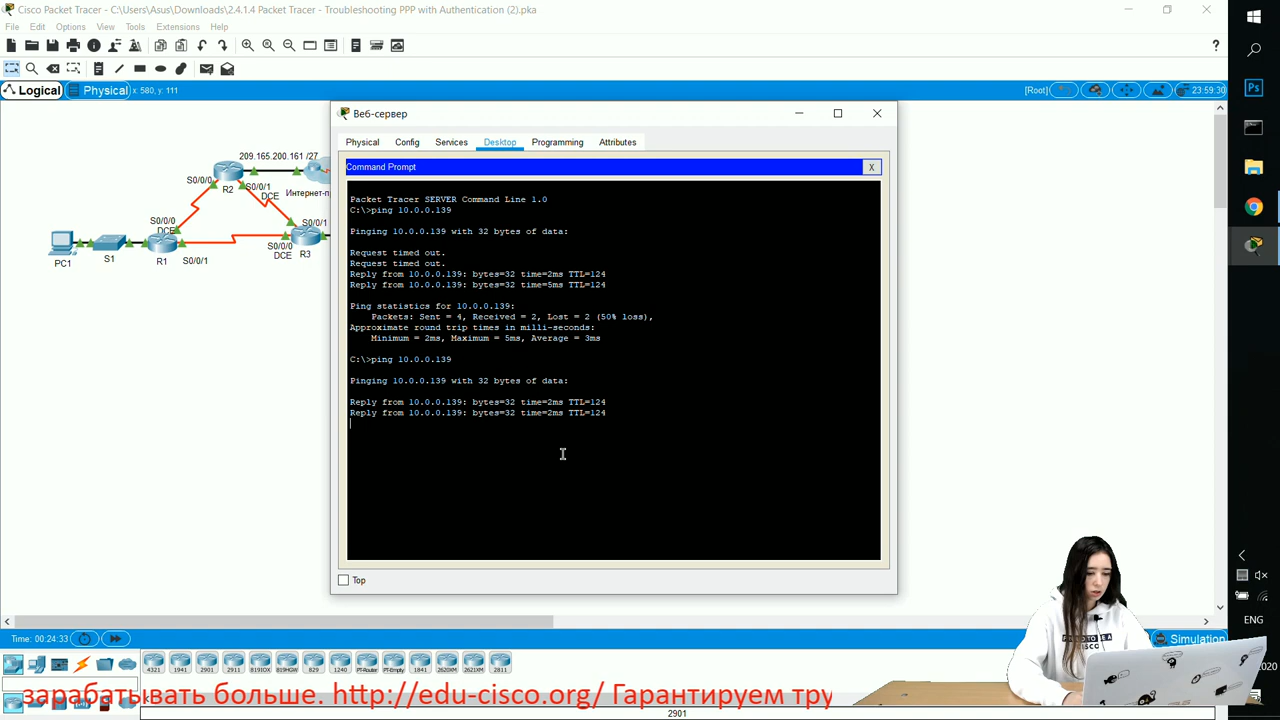 Cisco Packet Tracer - C:\Users\Asus\Downloads\2.4.1.4 Packet Tracer - Troubleshooting PPP with Authentication (2).pka
File Edit Options View Tools Extensions Help
Logical Physical x: 580, y: 111 [Root] 23:59:30
Веб-сервер
Physical Config Services Desktop Programming Attributes
Command Prompt X
Packet Tracer SERVER Command Line 1.0
C:\>ping 10.0.0.139
Pinging 10.0.0.139 with 32 bytes of data:
Request timed out.
Request timed out.
Reply from 10.0.0.139: bytes=32 time=2ms TTL=124
Reply from 10.0.0.139: bytes=32 time=5ms TTL=124
Ping statistics for 10.0.0.139:
Packets: Sent = 4, Received = 2, Lost = 2 (50% loss),
Approximate round trip times in milli-seconds:
Minimum = 2ms, Maximum = 5ms, Average = 3ms
C:\>ping 10.0.0.139
Pinging 10.0.0.139 with 32 bytes of data:
Reply from 10.0.0.139: bytes=32 time=2ms TTL=124
Reply from 10.0.0.139: bytes=32 time=2ms TTL=124
Top
209.165.200.161 /27
S0/0/0
R2
S0/0/1
DCE
Интернет-п
S0/0/0
DCE
S0/0/1
PC1
S1
R1
S0/0/1
S0/0/0
DCE
R3
Time: 00:24:33
Simulation
4321 1941 2901 2911 819IOX 819HGW 829 1240 PT-Router PT-Empty 1841 2620XM 2621XM 2811
зарабатывать больше. http://edu-cisco.org/ Гарантируем тру
2901
ENG